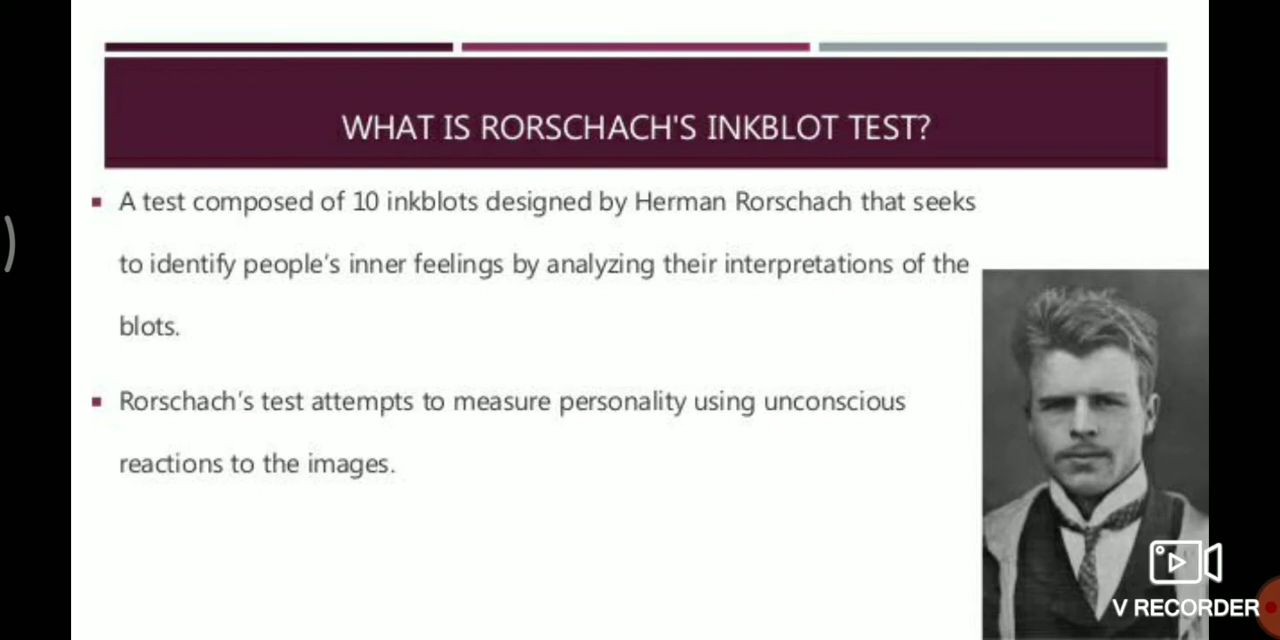 WHAT IS RORSCHACH'S INKBLOT TEST?
▪ A test composed of 10 inkblots designed by Herman Rorschach that seeks
to identify people's inner feelings by analyzing their interpretations of the
blots.
▪ Rorschach's test attempts to measure personality using unconscious
reactions to the images.
V RECORDER